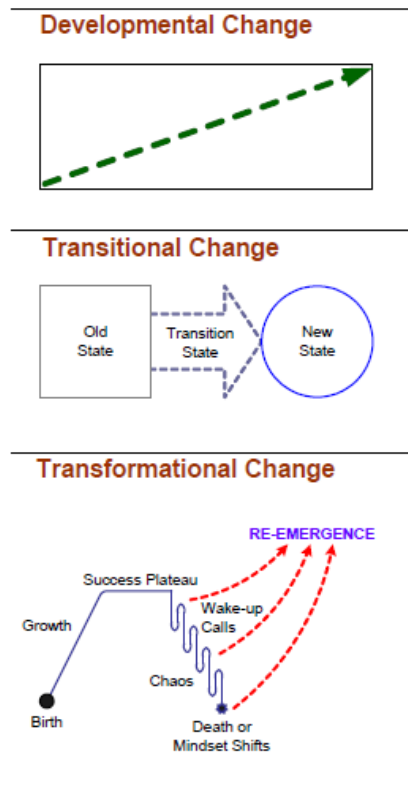 Developmental Change
Transitional Change
Old
State
Transition
State
New
State
Transformational Change
RE-EMERGENCE
Success Plateau
Wake-up
Calls
Growth
Chaos
Birth
Death or
Mindset Shifts